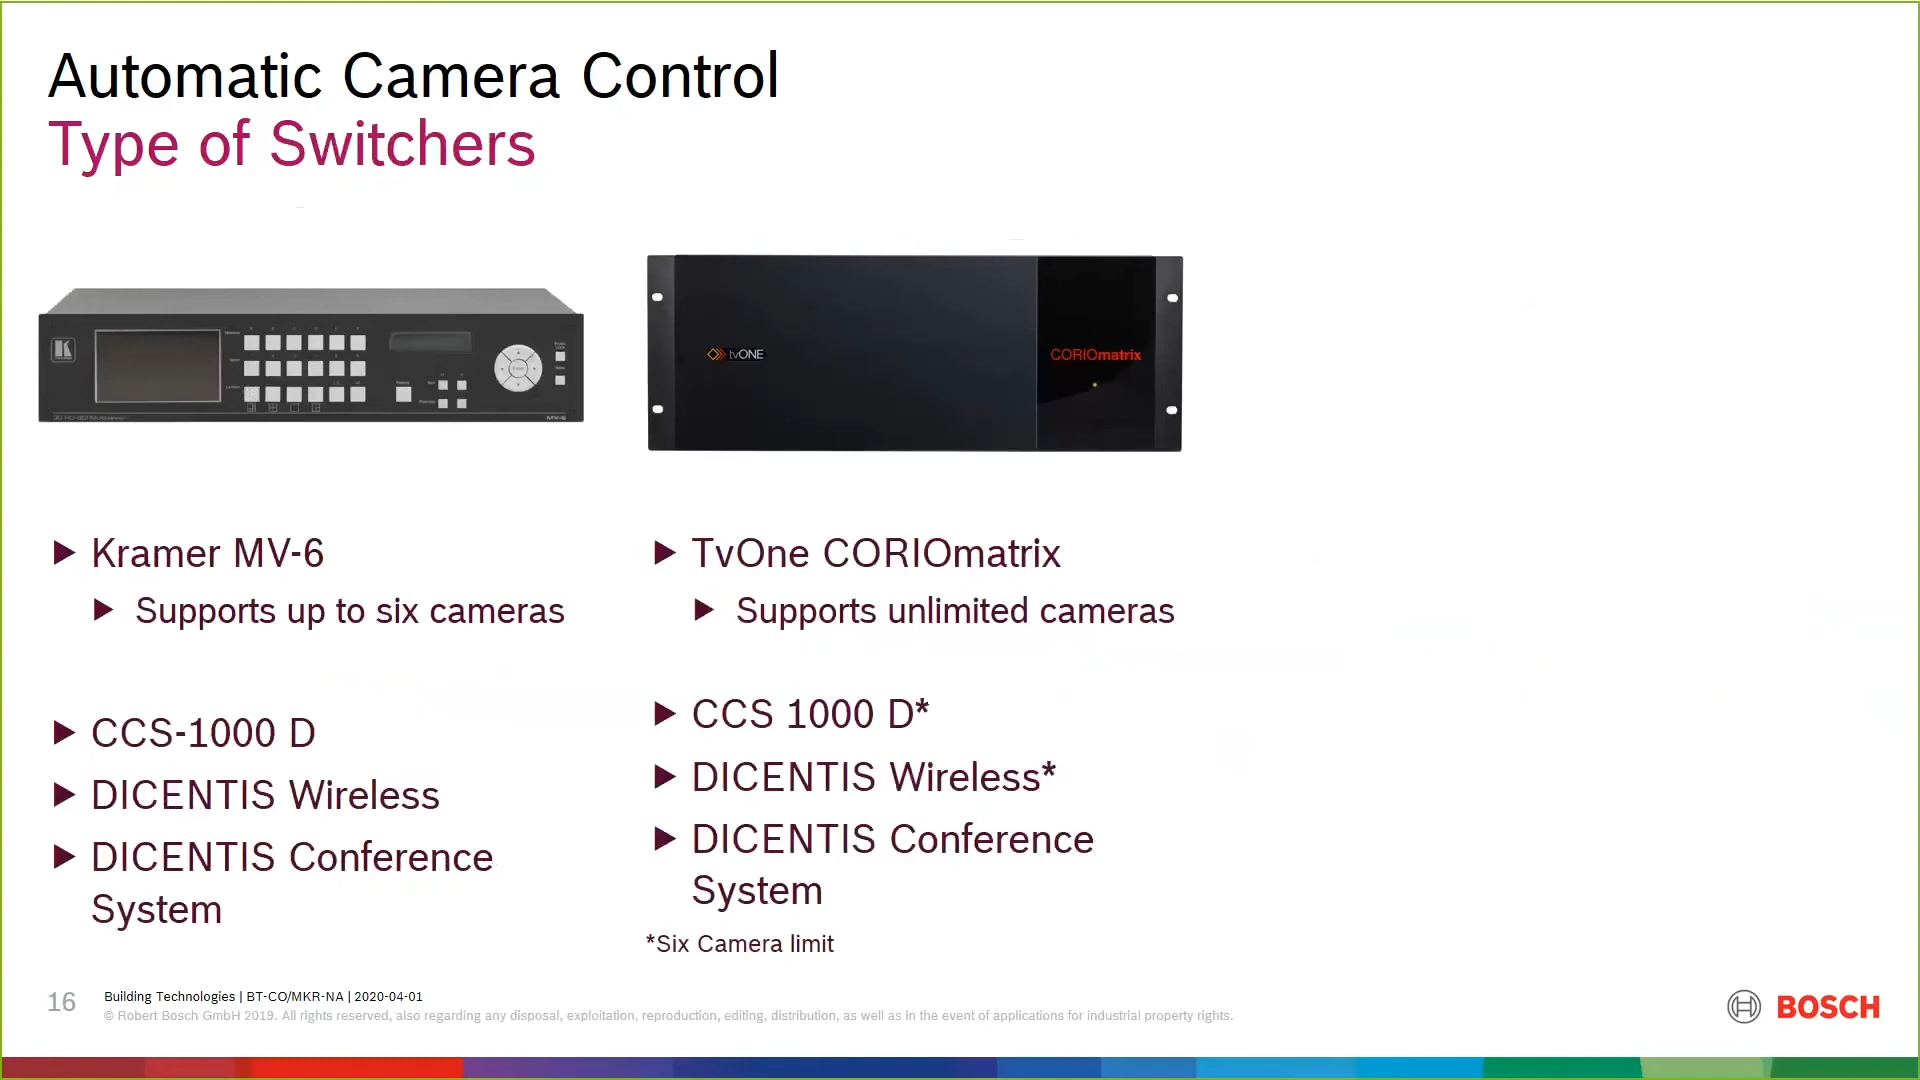 Automatic Camera Control
Type of Switchers
tvONE
CORIOmatrix
MV-6
Kramer MV-6
Supports up to six cameras
CCS-1000 D
DICENTIS Wireless
DICENTIS Conference
System
TvOne CORIOmatrix
Supports unlimited cameras
CCS 1000 D*
DICENTIS Wireless*
DICENTIS Conference
System
*Six Camera limit
16
Building Technologies | BT-CO/MKR-NA | 2020-04-01
© Robert Bosch GmbH 2019. All rights reserved, also regarding any disposal, exploitation, reproduction, editing, distribution, as well as in the event of applications for industrial property rights.
BOSCH